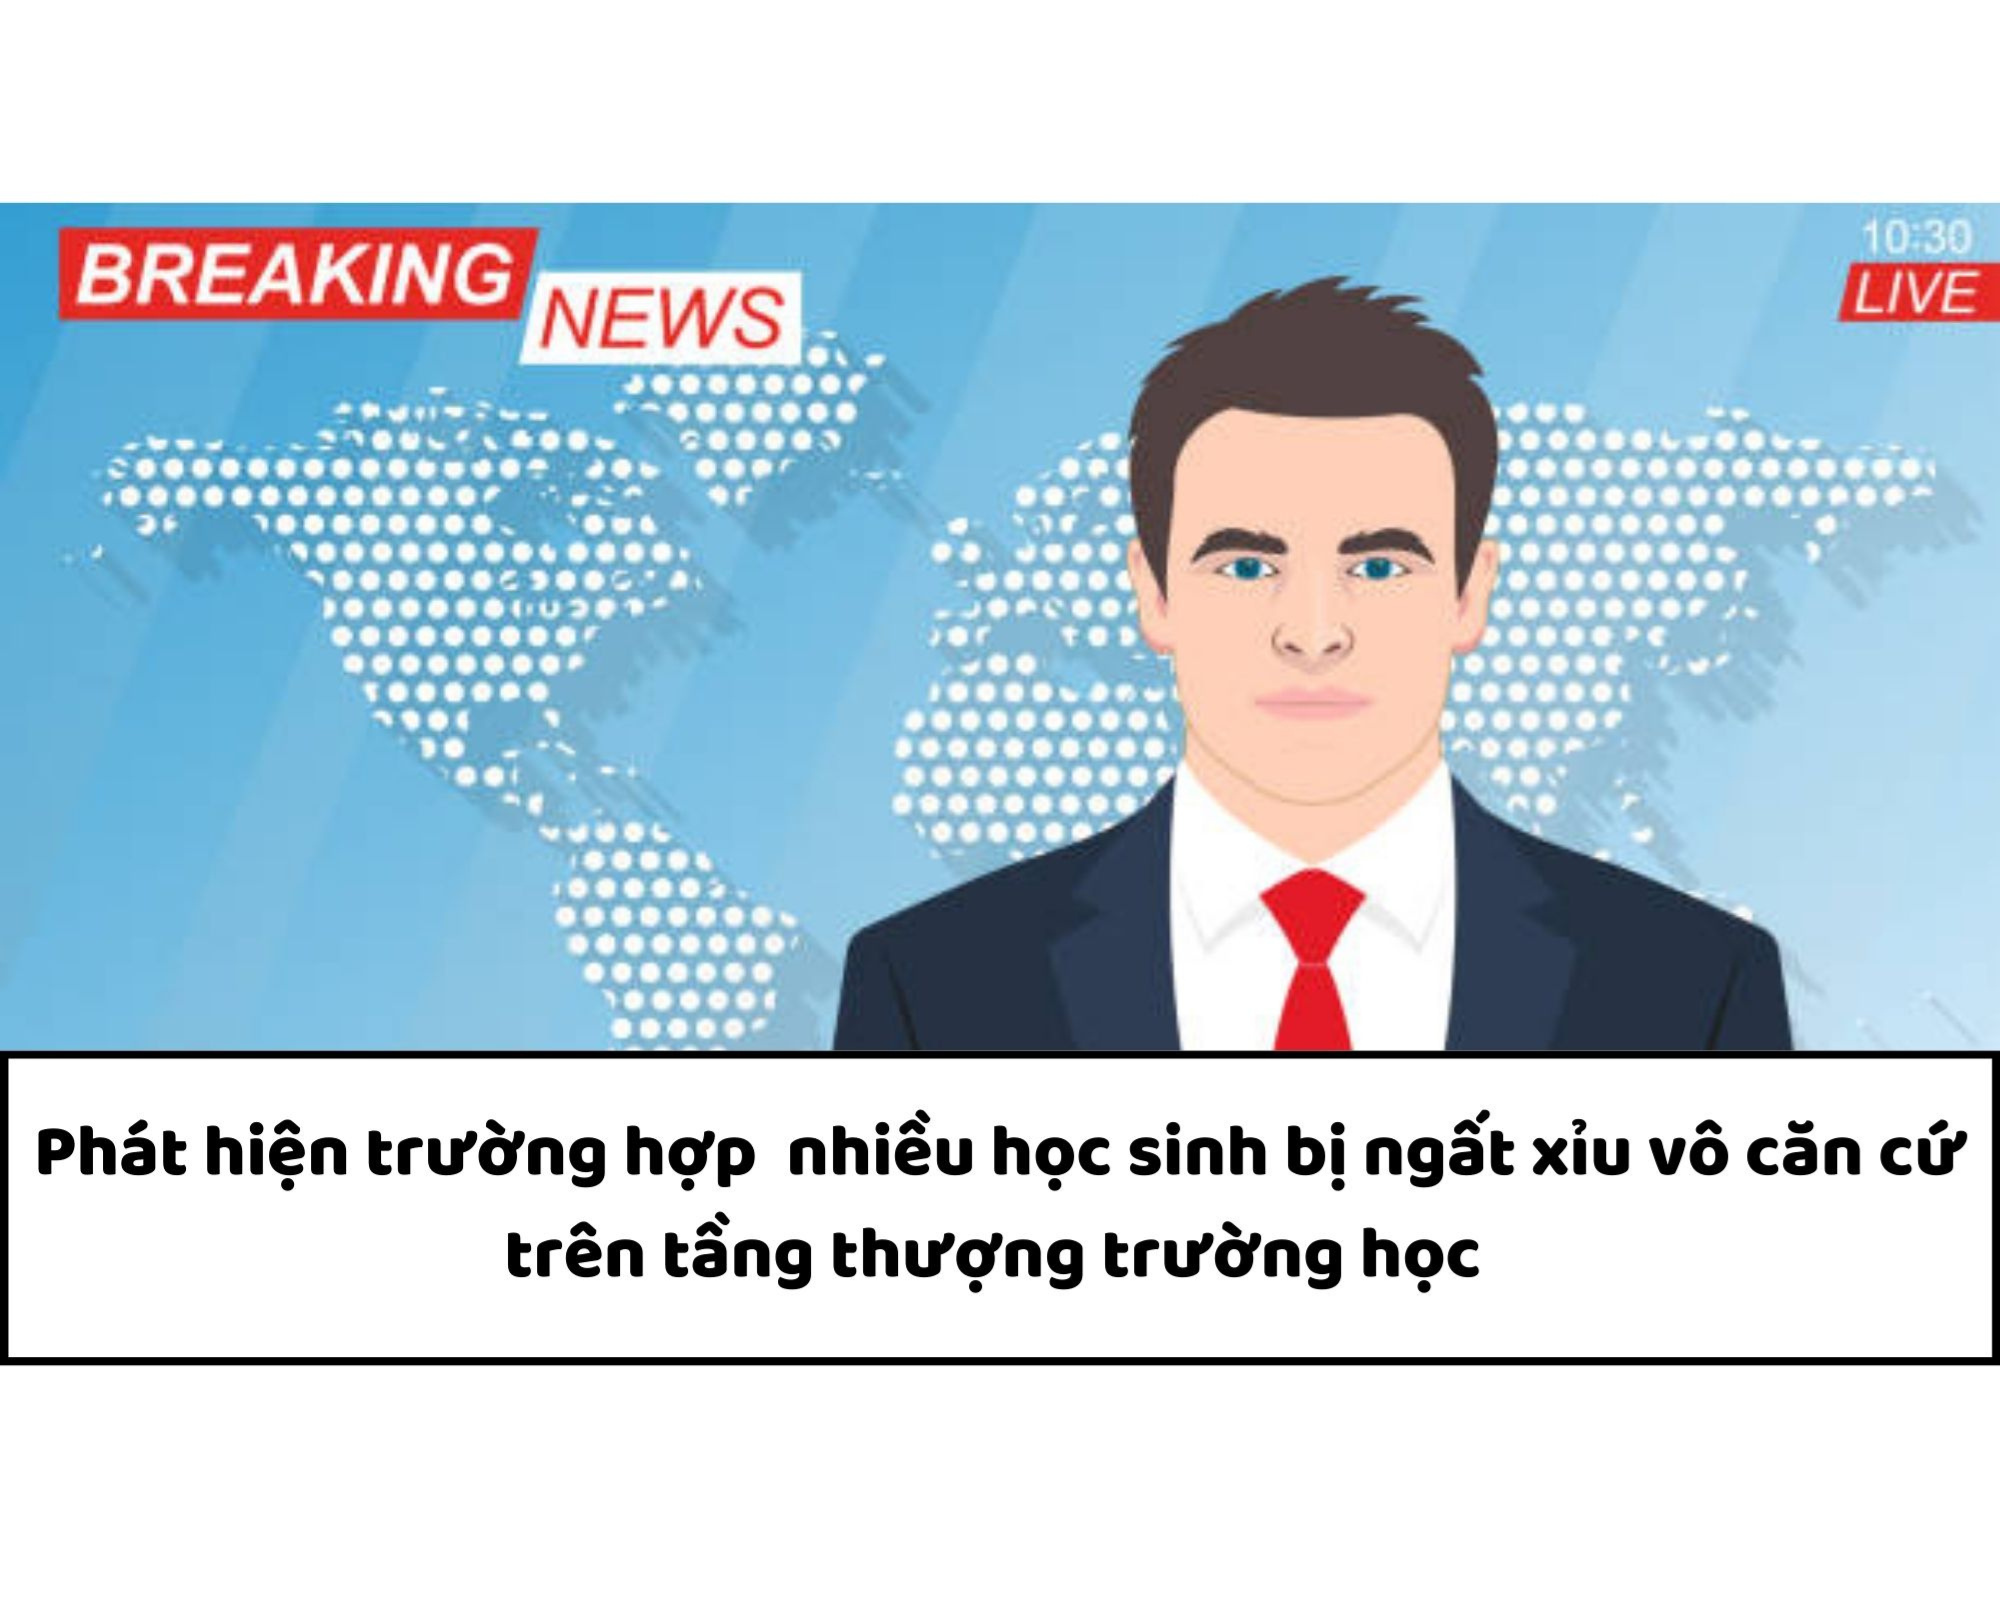 BREAKING
NEWS
10:30
LIVE
Phát hiện trường hợp  nhiều học sinh bị ngất xỉu vô căn cứ
trên tầng thượng trường học